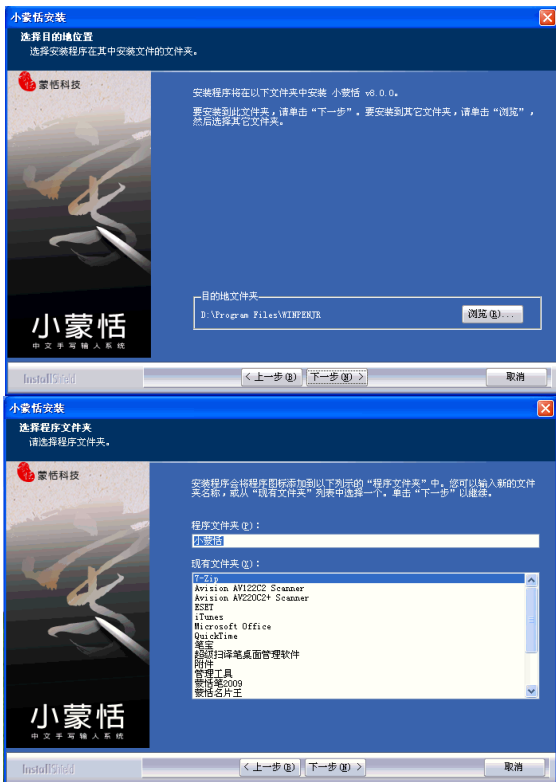 小蒙恬安装
选择目的地位置
选择安装程序在其中安装文件的文件夹。
蒙恬科技
安装程序将在以下文件夹中安装 小蒙恬 v6.0.0。
要安装到此文件夹，请单击“下一步”。要安装到其它文件夹，请单击“浏览”，
然后选择其它文件夹。
目的地文件夹
D:\Program Files\WINPENJR
浏览(R)...
小蒙恬
中文手写输入系统
InstallShield
< 上一步(B)
下一步(N) >
取消
小蒙恬安装
选择程序文件夹
请选择程序文件夹。
蒙恬科技
安装程序会将程序图标添加到以下列示的“程序文件夹”中。您可以输入新的文件
夹名称，或从“现有文件夹”列表中选择一个。单击“下一步”以继续。
程序文件夹(P)：
小蒙恬
现有文件夹(X)：
7-Zip
Avision AV122C2 Scanner
Avision AV220C2+ Scanner
ESET
iTunes
Microsoft Office
QuickTime
笔宝
超级扫译笔桌面管理软件
附件
管理工具
蒙恬笔2009
蒙恬名片王
小蒙恬
中文手写输入系统
InstallShield
< 上一步(B)
下一步(N) >
取消